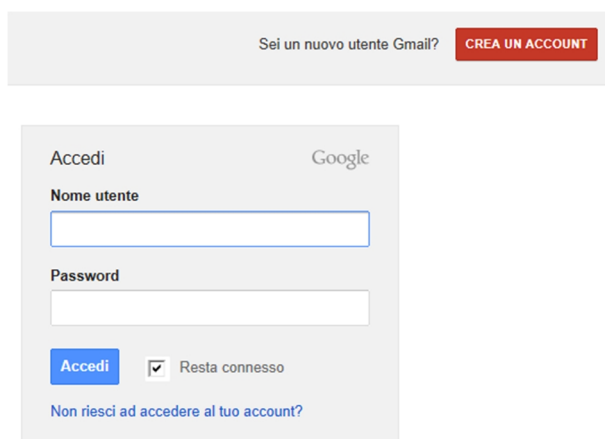 Sei un nuovo utente Gmail? CREA UN ACCOUNT
Accedi Google
Nome utente
Password
Accedi Resta connesso
Non riesci ad accedere al tuo account?